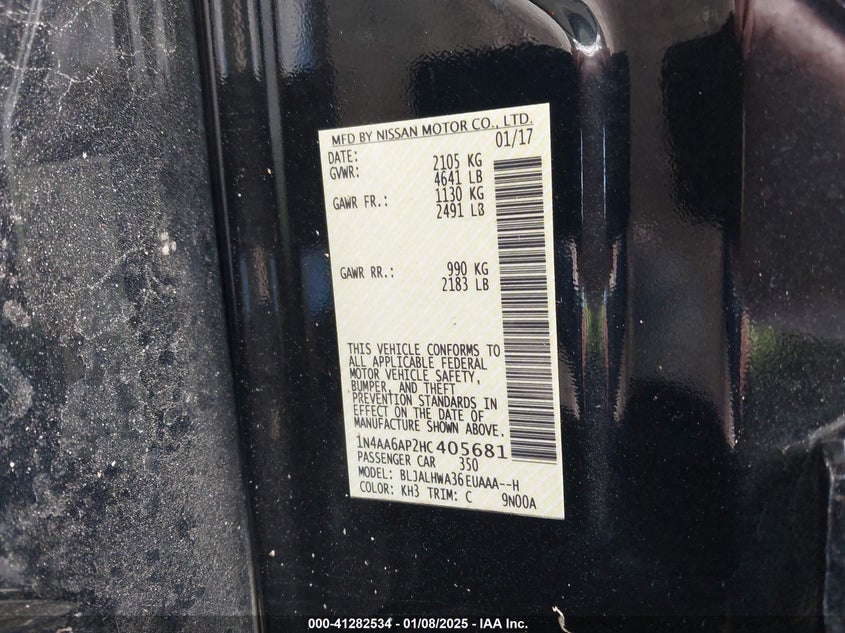 MFD BY NISSAN MOTOR CO., LTD.
DATE: 01/17
GVWR: 2105 KG
4641 LB
GAWR FR.: 1130 KG
2491 LB
GAWR RR.: 990 KG
2183 LB
THIS VEHICLE CONFORMS TO
ALL APPLICABLE FEDERAL
MOTOR VEHICLE SAFETY,
BUMPER, AND THEFT
PREVENTION STANDARDS IN
EFFECT ON THE DATE OF
MANUFACTURE SHOWN ABOVE.
1N4AA6AP2HC405681
PASSENGER CAR 350
MODEL: BLJALHWA36EUAAA--H
COLOR: KH3 TRIM: C 9N00A
000-41282534 - 01/08/2025 - IAA Inc.